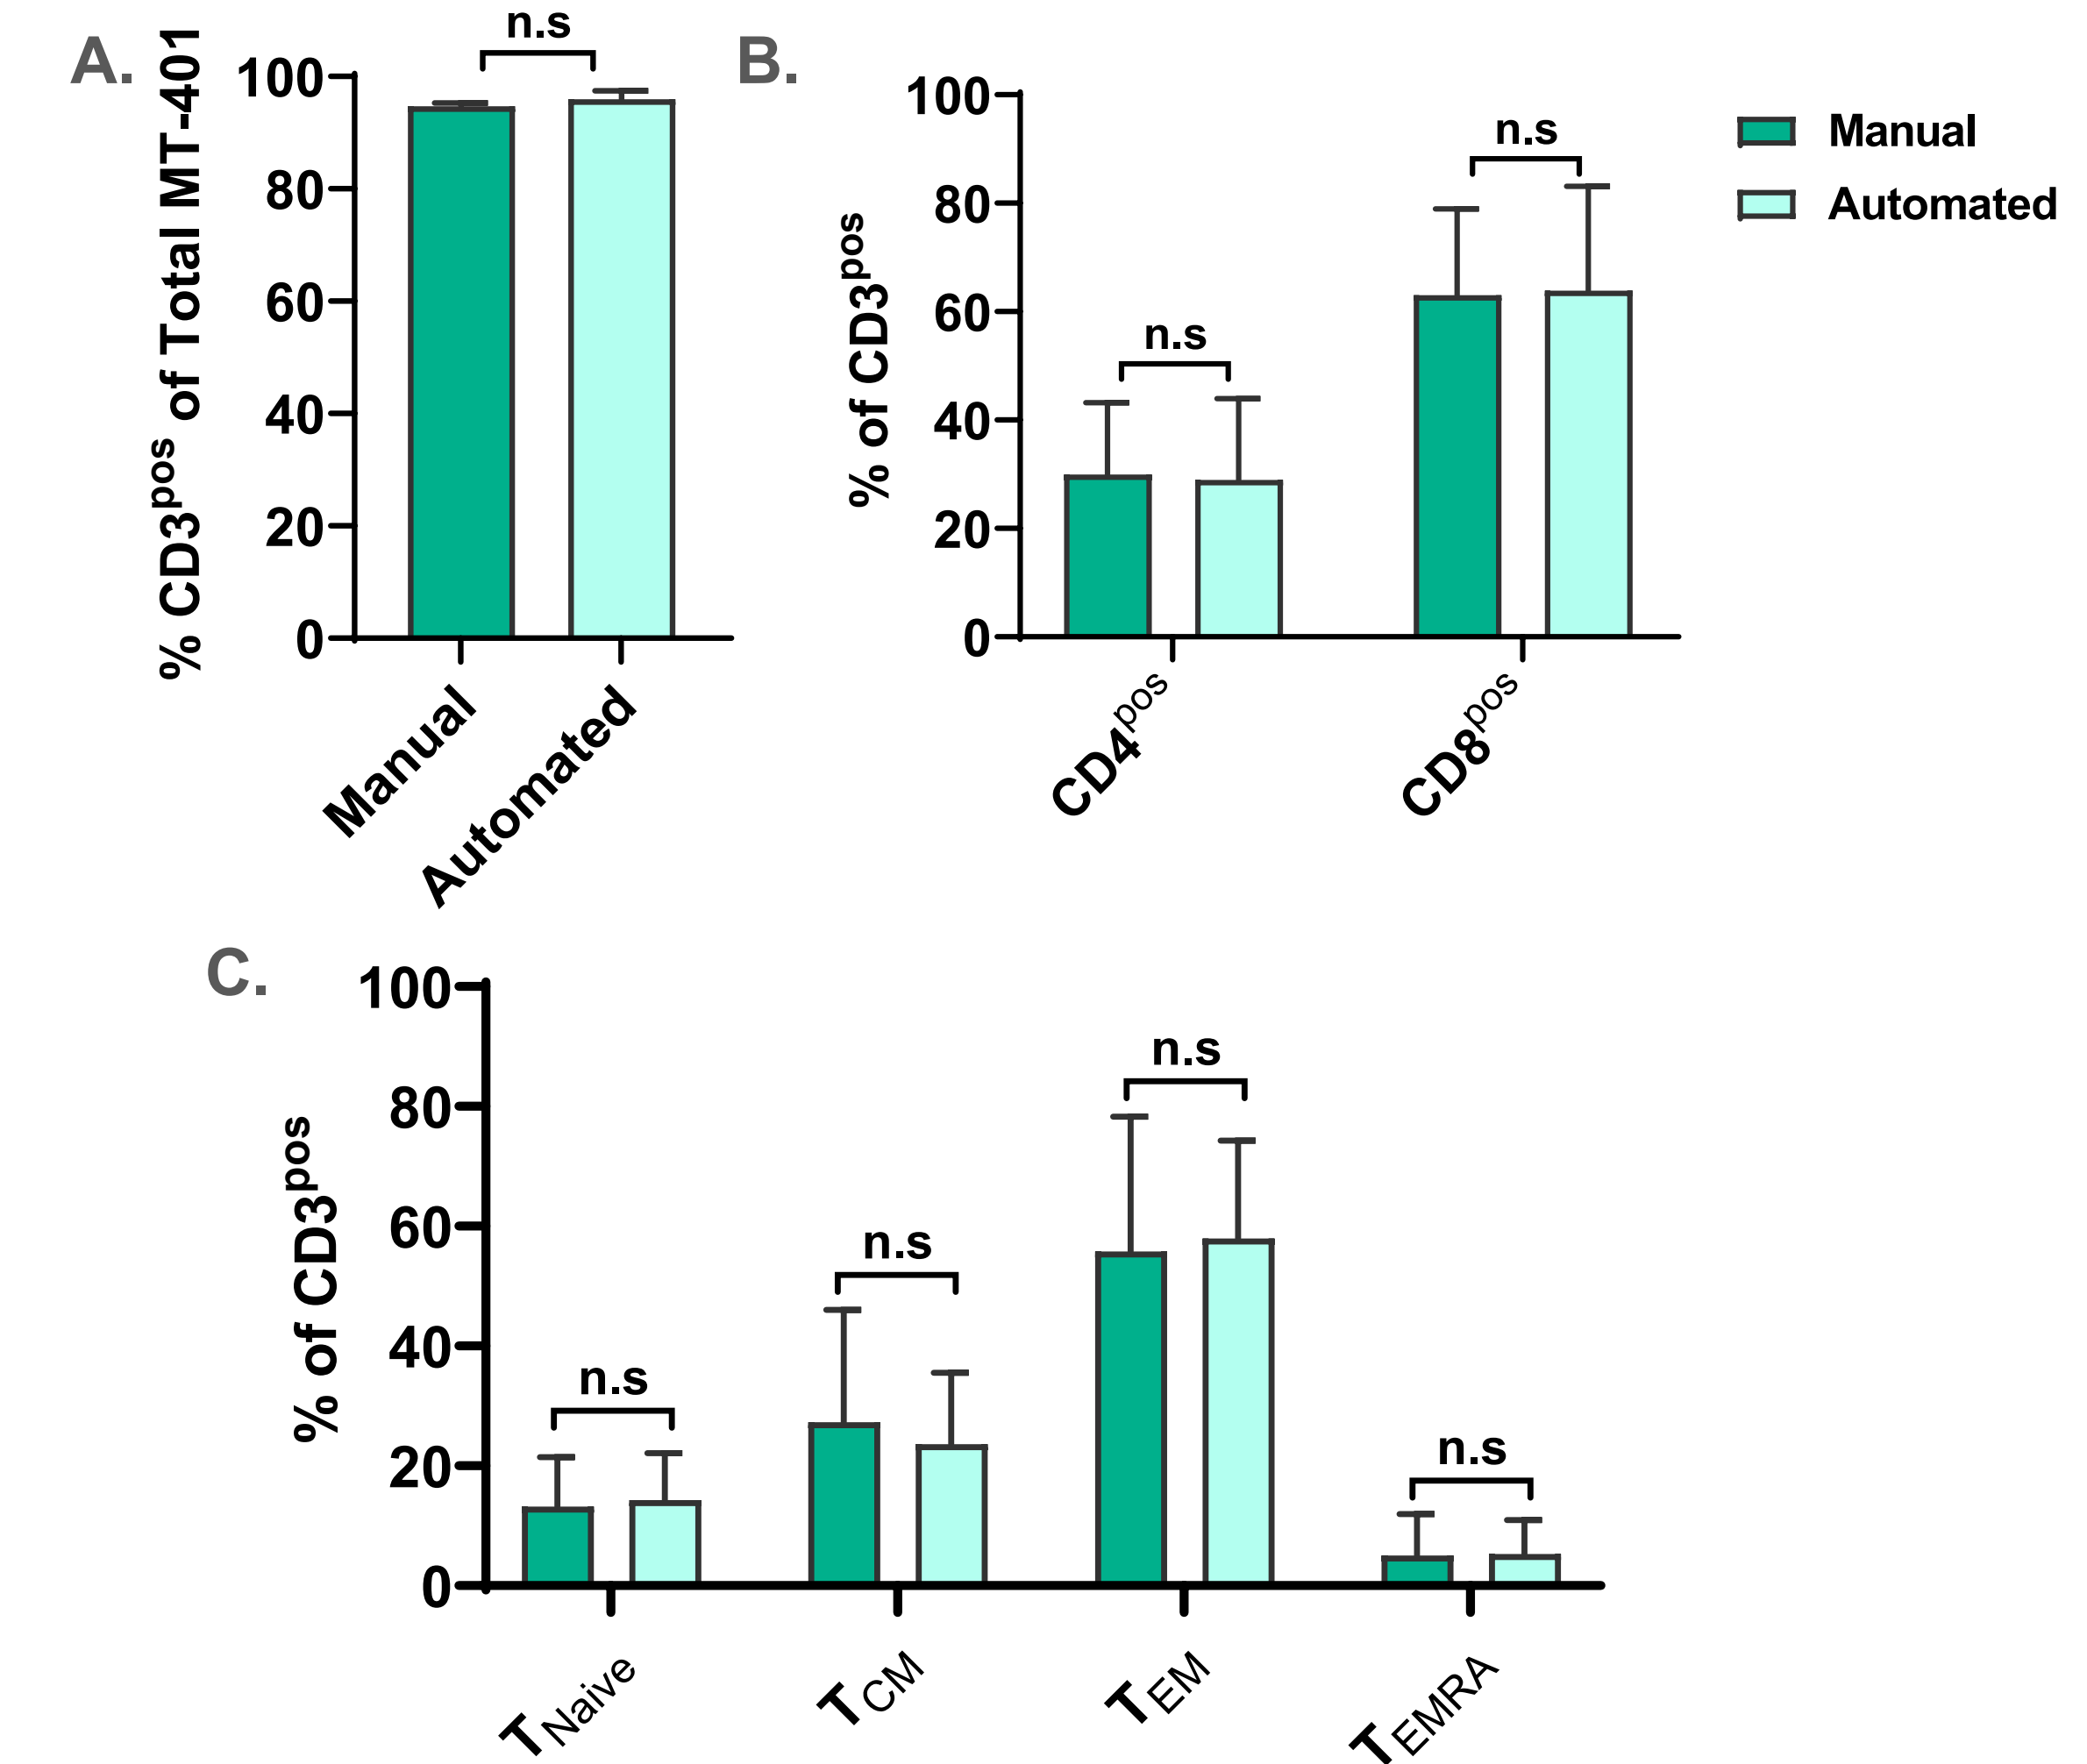 A.
% CD3pos of Total MT-401
n.s
100
80
60
40
20
0
Manual
Automated
B.
% of CD3pos
100
80
60
40
20
0
n.s
n.s
CD4pos
CD8pos
Manual
Automated
C.
% of CD3pos
100
80
60
40
20
0
n.s
n.s
n.s
n.s
TNaive
TCM
TEM
TEMRA